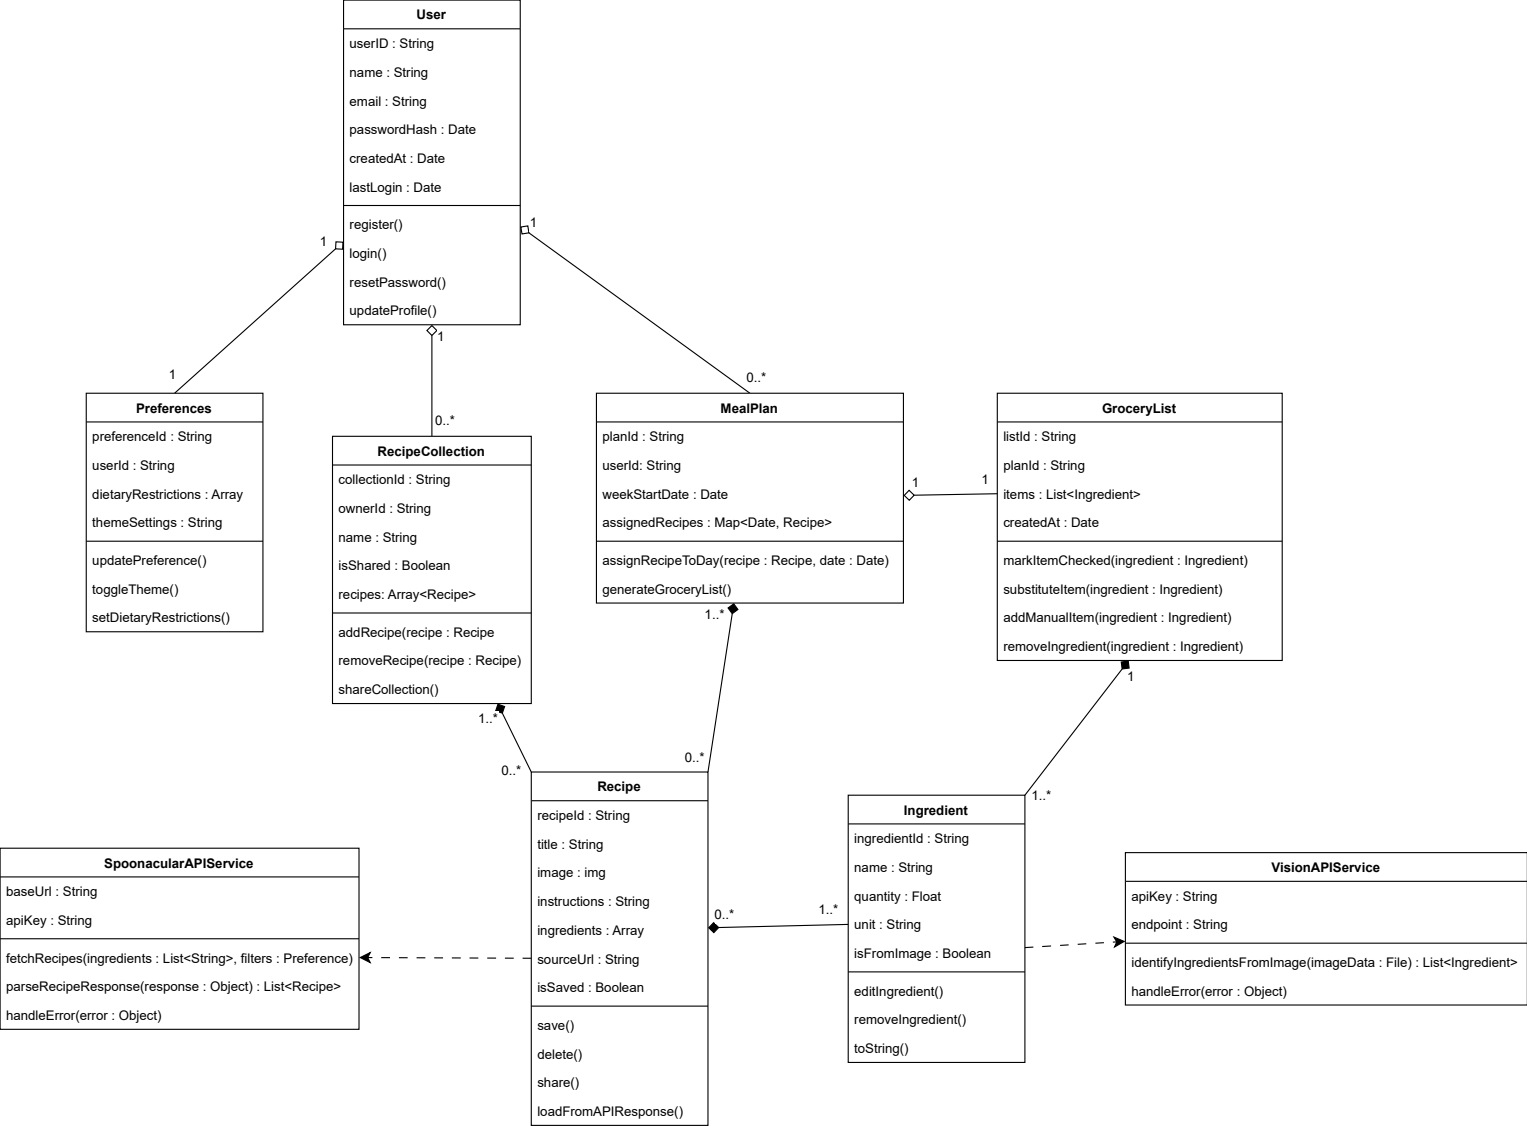 User
userID : String
name : String
email : String
passwordHash : Date
createdAt : Date
lastLogin : Date
register()
login()
resetPassword()
updateProfile()
1
1
1
1
0..*
0..*
Preferences
preferenceId : String
userId : String
dietaryRestrictions : Array
themeSettings : String
updatePreference()
toggleTheme()
setDietaryRestrictions()
RecipeCollection
collectionId : String
ownerId : String
name : String
isShared : Boolean
recipes: Array<Recipe>
addRecipe(recipe : Recipe
removeRecipe(recipe : Recipe)
shareCollection()
MealPlan
planId : String
userId: String
weekStartDate : Date
assignedRecipes : Map<Date, Recipe>
assignRecipeToDay(recipe : Recipe, date : Date)
generateGroceryList()
1
1
GroceryList
listId : String
planId : String
items : List<Ingredient>
createdAt : Date
markItemChecked(ingredient : Ingredient)
substituteItem(ingredient : Ingredient)
addManualItem(ingredient : Ingredient)
removeIngredient(ingredient : Ingredient)
1..*
1
1..*
0..*
0..*
1..*
Recipe
recipeId : String
title : String
image : img
instructions : String
ingredients : Array
sourceUrl : String
isSaved : Boolean
save()
delete()
share()
loadFromAPIResponse()
0..*
1..*
Ingredient
ingredientId : String
name : String
quantity : Float
unit : String
isFromImage : Boolean
editIngredient()
removeIngredient()
toString()
SpoonacularAPIService
baseUrl : String
apiKey : String
fetchRecipes(ingredients : List<String>, filters : Preference)
parseRecipeResponse(response : Object) : List<Recipe>
handleError(error : Object)
VisionAPIService
apiKey : String
endpoint : String
identifyIngredientsFromImage(imageData : File) : List<Ingredient>
handleError(error : Object)